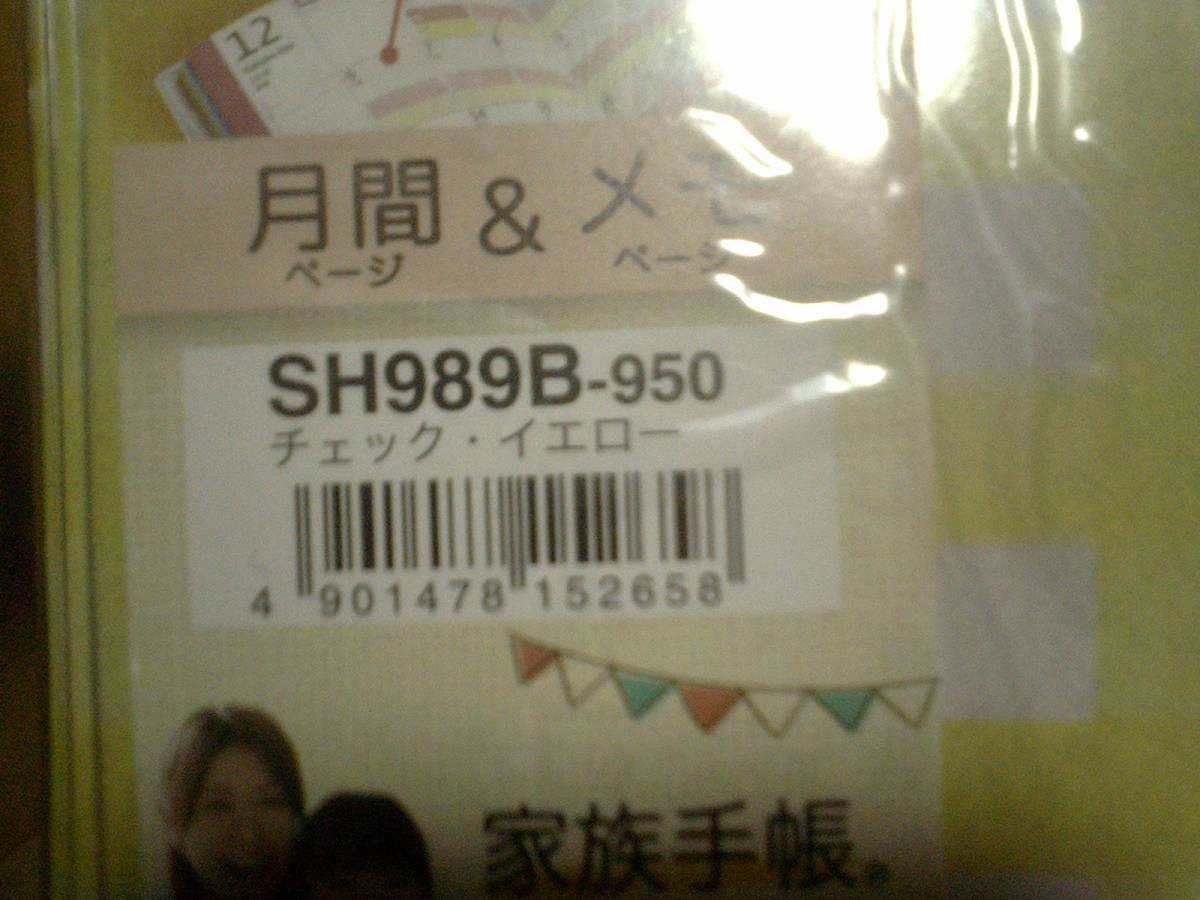 12
月間 & メモ
ページ ページ
SH989B-950
チェック・イエロー
4 901478 152658
家族手帳。